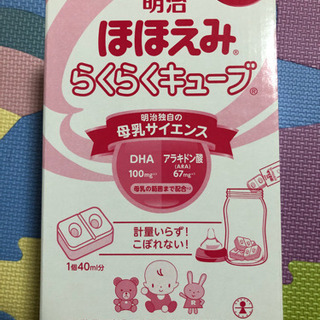 明治
ほほえみ®
らくらくキューブ®
明治独自の
母乳サイエンス
DHA
100mg
アラキドン酸
(ARA)
67mg
母乳の範囲まで配合
計量いらず!
こぼれない!
1個40ml分